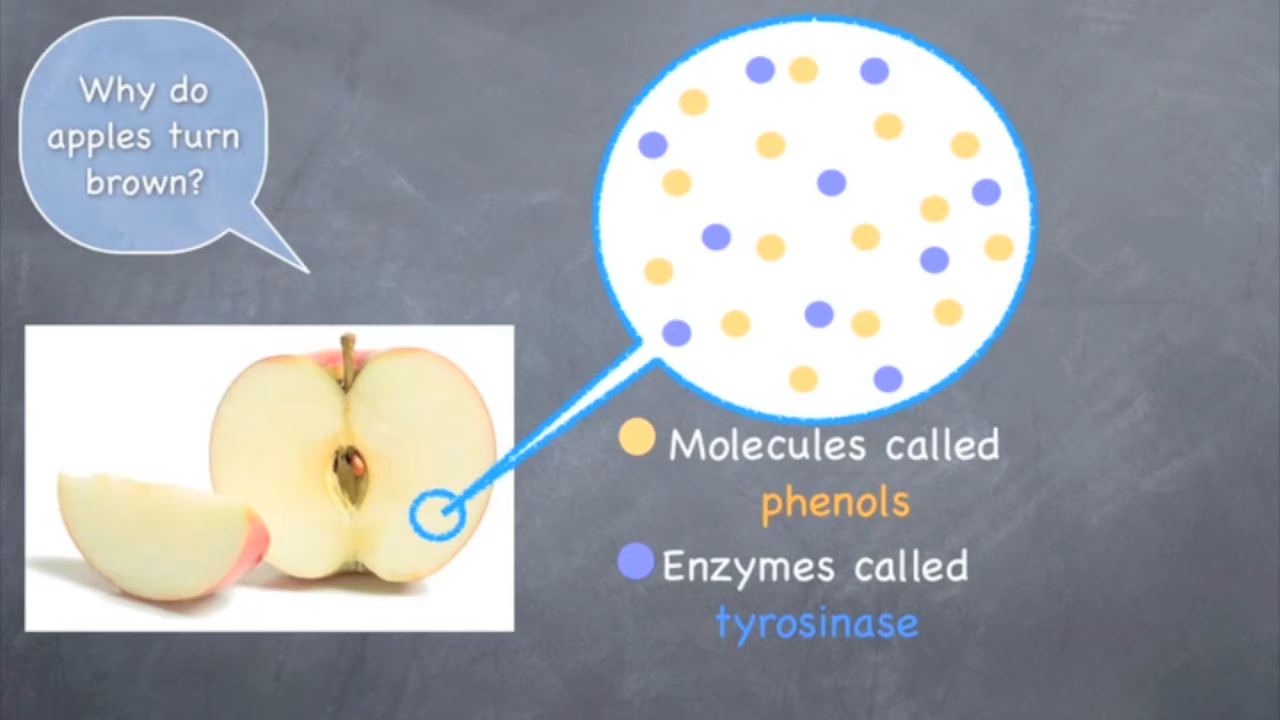 Why do
apples turn
brown?
Molecules called
phenols
Enzymes called
tyrosinase